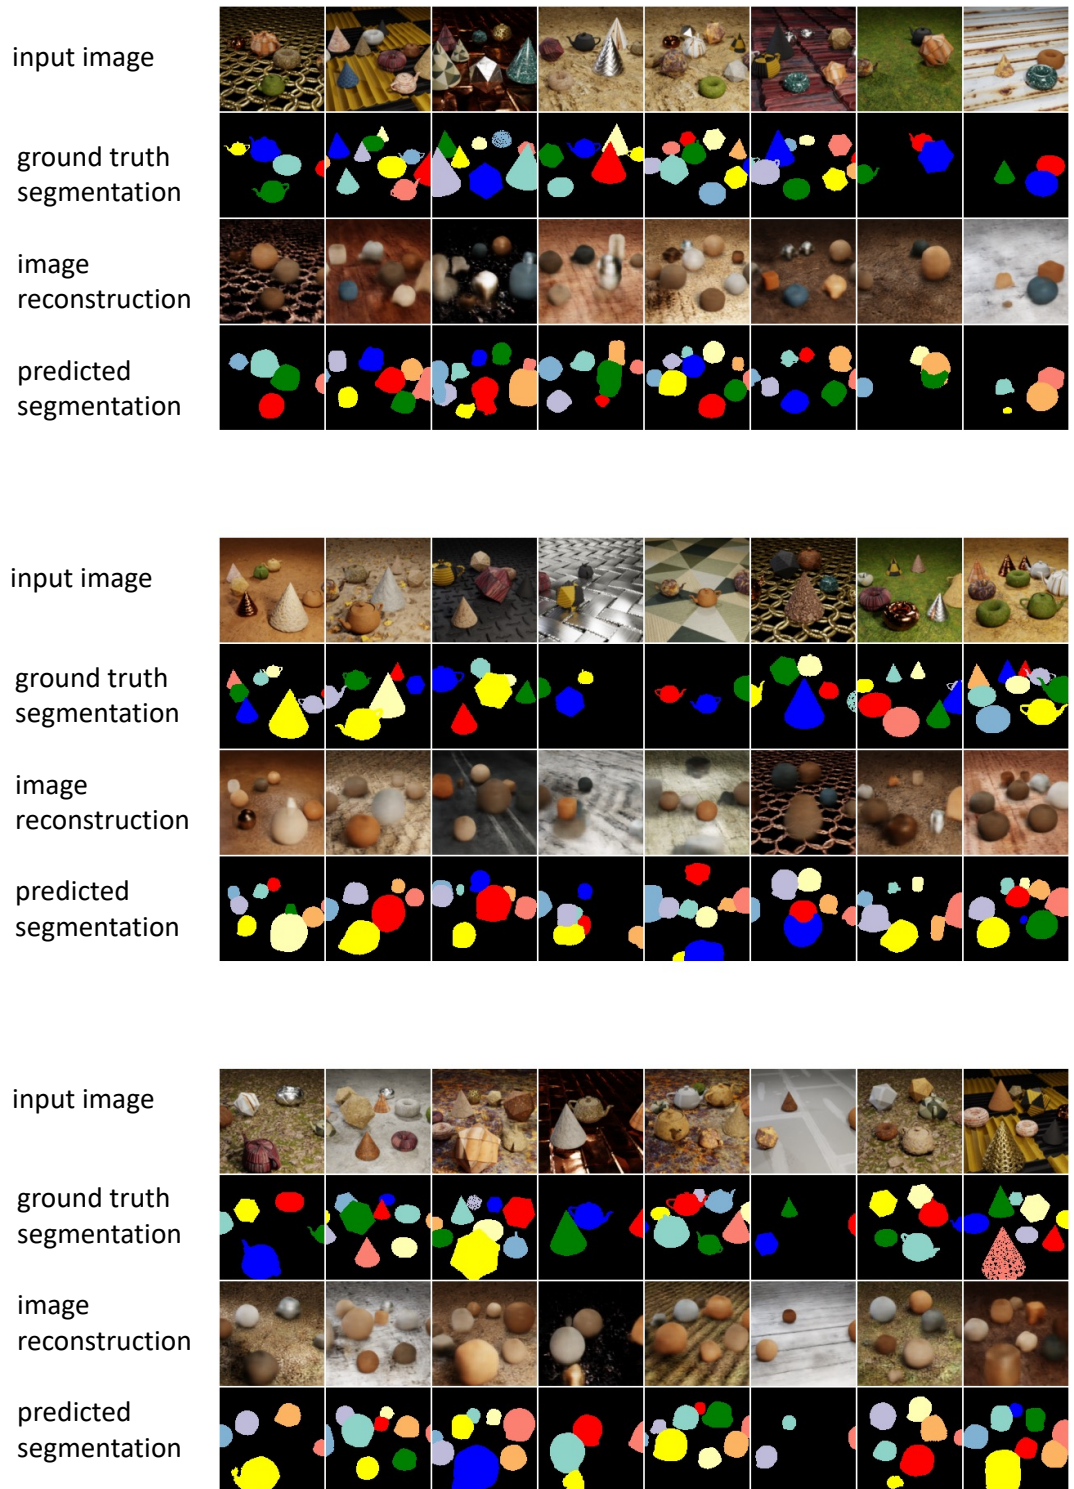 input image
ground truth
segmentation
image
reconstruction
predicted
segmentation
input image
ground truth
segmentation
image
reconstruction
predicted
segmentation
input image
ground truth
segmentation
image
reconstruction
predicted
segmentation